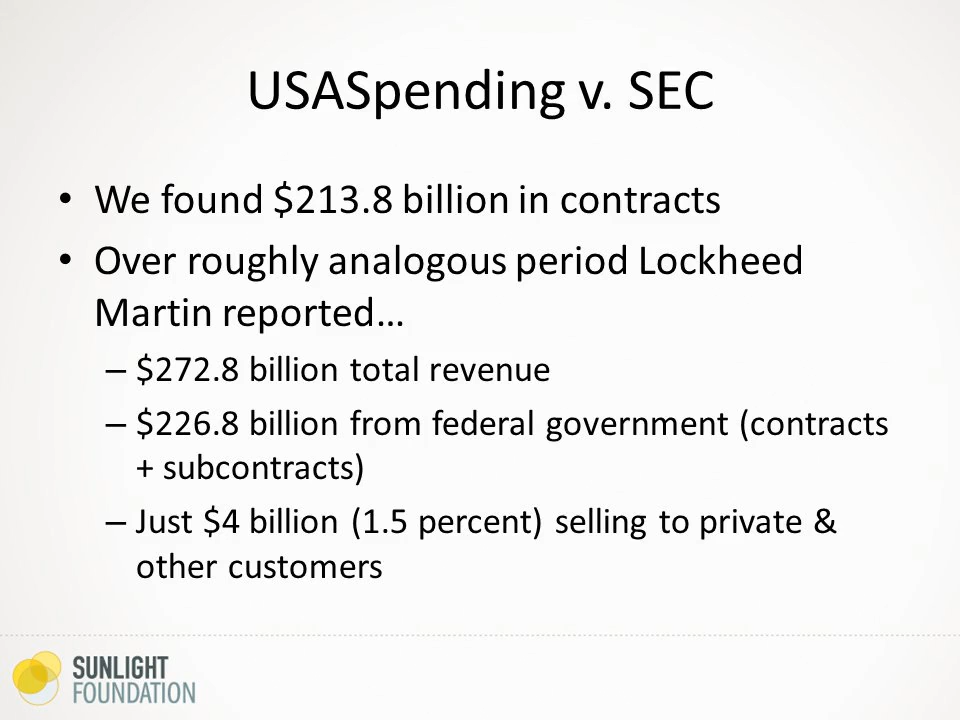 USASpending v. SEC
• We found $213.8 billion in contracts
• Over roughly analogous period Lockheed
Martin reported…
– $272.8 billion total revenue
– $226.8 billion from federal government (contracts
+ subcontracts)
– Just $4 billion (1.5 percent) selling to private &
other customers
SUNLIGHT
FOUNDATION